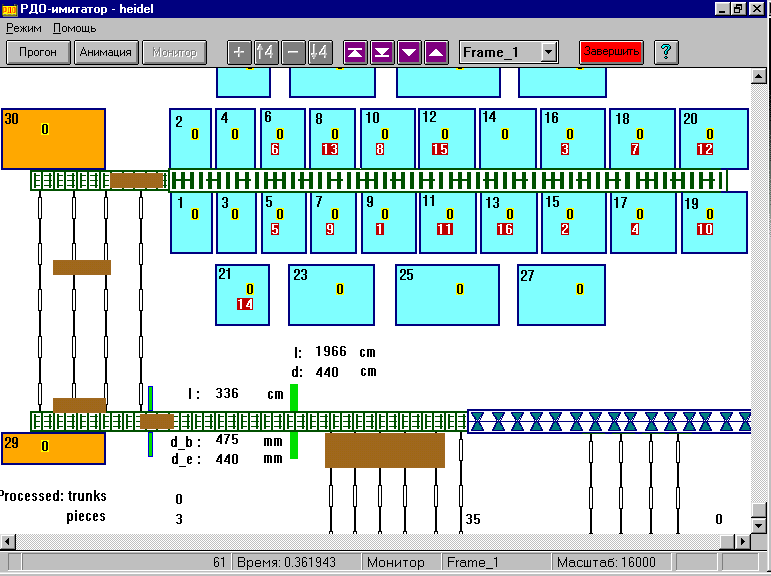 РДО-имитатор - heidel
Режим Помощь
Прогон Анимация Монитор + 4 − 4 Frame_1 Завершить ?
30 0 2 0 4 0 6 0 6 8 0 13 10 0 8 12 0 15 14 0 16 0 3 18 0 7 20 0 12
1 0 3 0 5 0 5 7 0 9 9 0 1 11 0 11 13 0 16 15 0 2 17 0 4 19 0 10
21 0 14 23 0 25 0 27 0
l: 1966 cm
d: 440 cm
l: 336 cm
29 0 d_b: 475 mm
d_e: 440 mm
Processed: trunks 0
pieces 3 35 0
61 Время: 0.361943 Монитор Frame_1 Масштаб: 16000